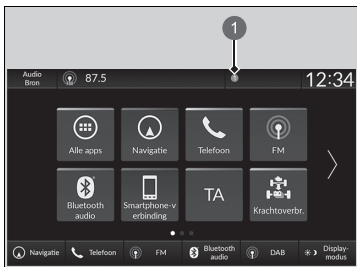 1
Audio
Bron
87.5
12:34
Alle apps
Navigatie
Telefoon
FM
Bluetooth
audio
Smartphone-v
erbinding
TA
Krachtoverbr.
Navigatie
Telefoon
FM
Bluetooth
audio
DAB
Display-
modus